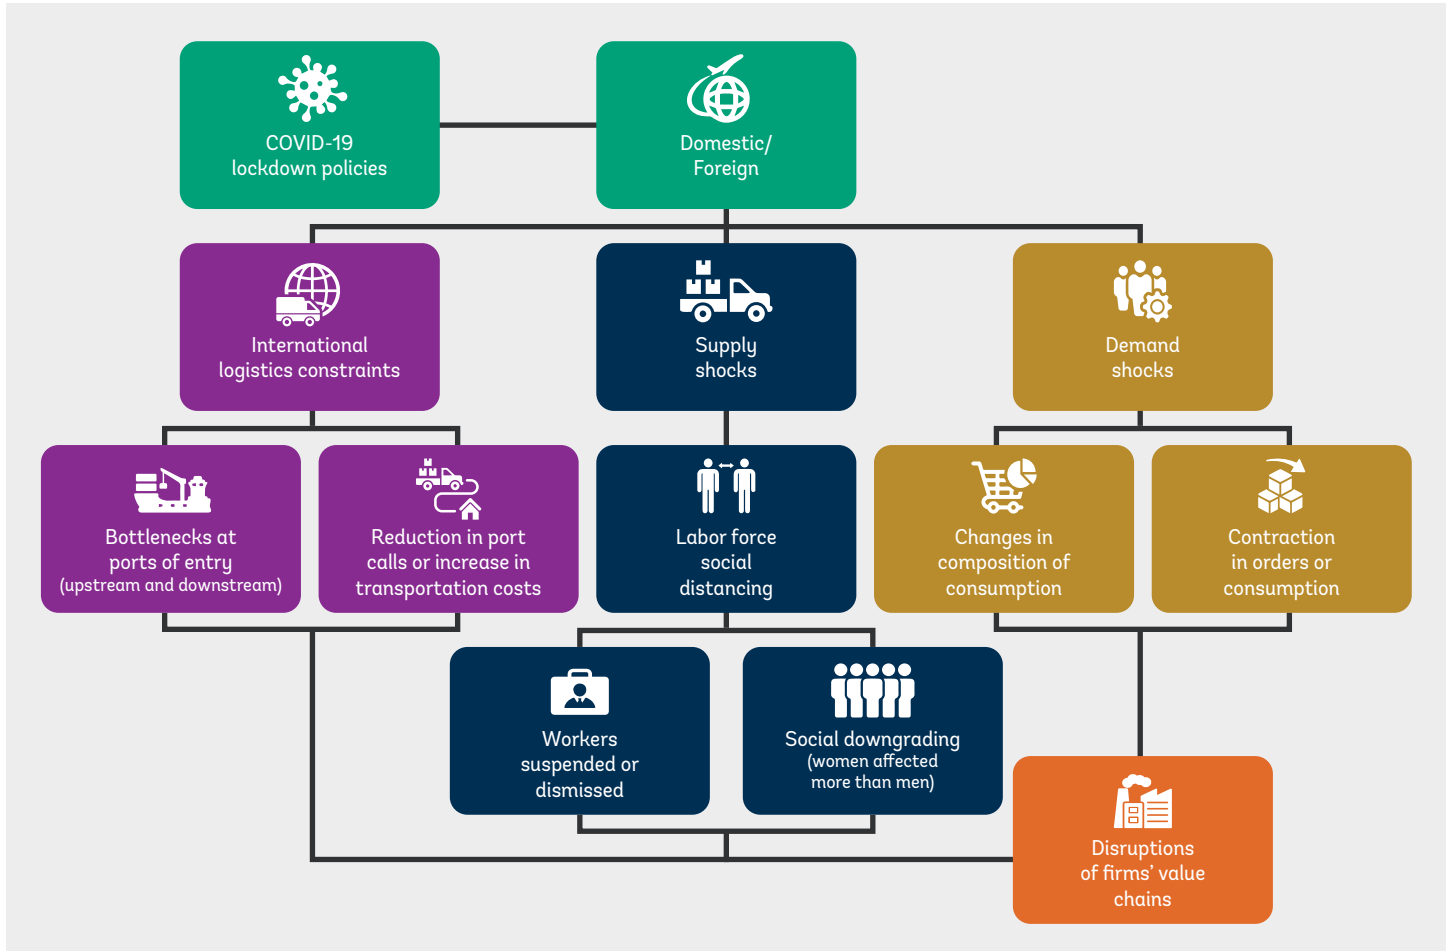 COVID-19
lockdown policies
Domestic/
Foreign
International
logistics constraints
Supply
shocks
Demand
shocks
Bottlenecks at
ports of entry
(upstream and downstream)
Reduction in port
calls or increase in
transportation costs
Labor force
social
distancing
Changes in
composition of
consumption
Contraction
in orders or
consumption
Workers
suspended or
dismissed
Social downgrading
(women affected
more than men)
Disruptions
of firms’ value
chains